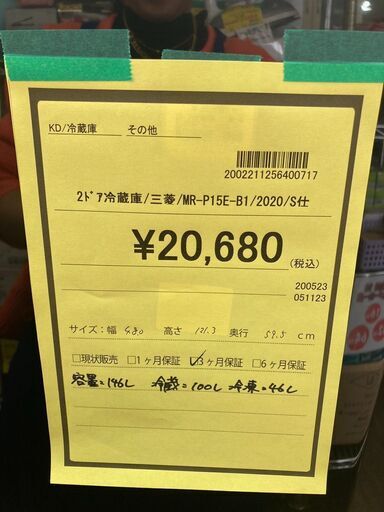 KD/冷蔵庫 その他
2002211256400717
2ﾄﾞｱ冷蔵庫/三菱/MR-P15E-B1/2020/S仕
¥20,680(税込)
200523
051123
サイズ：幅 48.0 高さ 121.3 奥行 59.5 cm
□現状販売 □1ヶ月保証 ☑3ヶ月保証 □6ヶ月保証
容量=146L 冷蔵=100L 冷凍=46L